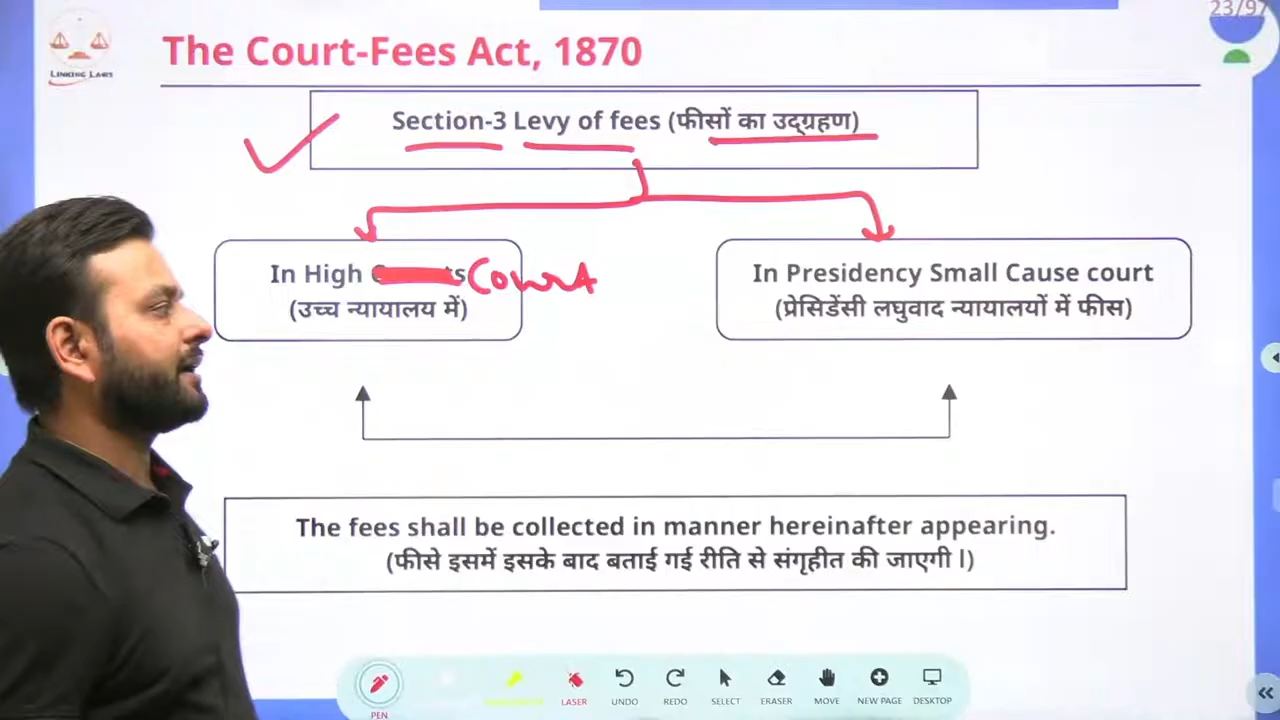 23/97
LINKING LAWS
The Court-Fees Act, 1870
Section-3 Levy of fees (फीसों का उद्ग्रहण)
In High Court
(उच्च न्यायालय में)
In Presidency Small Cause court
(प्रेसिडेंसी लघुवाद न्यायालयों में फीस)
The fees shall be collected in manner hereinafter appearing.
(फीसे इसमें इसके बाद बताई गई रीति से संगृहीत की जाएगी I)
PEN
LASER
UNDO
REDO
SELECT
ERASER
MOVE
NEW PAGE
DESKTOP